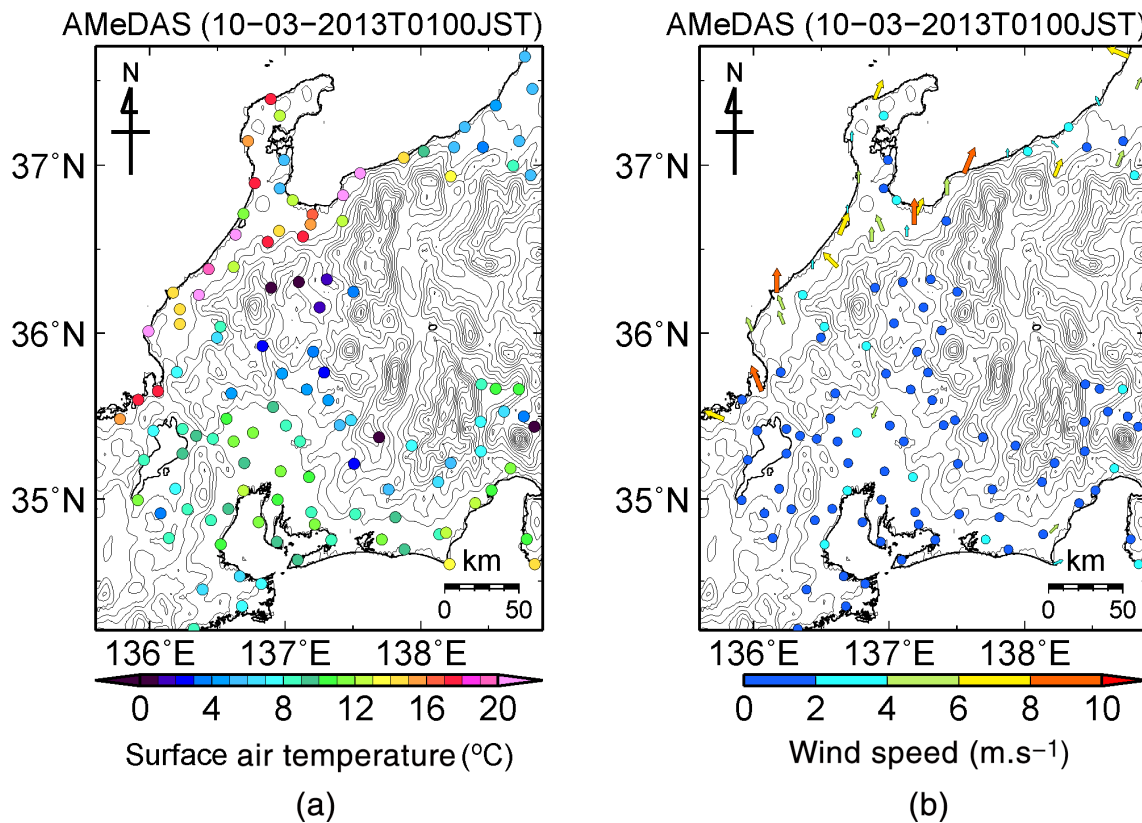 AMeDAS (10−03−2013T0100JST)
N
37°N
36°N
35°N
km
0 50
136°E 137°E 138°E
0 4 8 12 16 20
Surface air temperature (°C)
(a)
AMeDAS (10−03−2013T0100JST)
N
37°N
36°N
35°N
km
0 50
136°E 137°E 138°E
0 2 4 6 8 10
Wind speed (m.s−1)
(b)